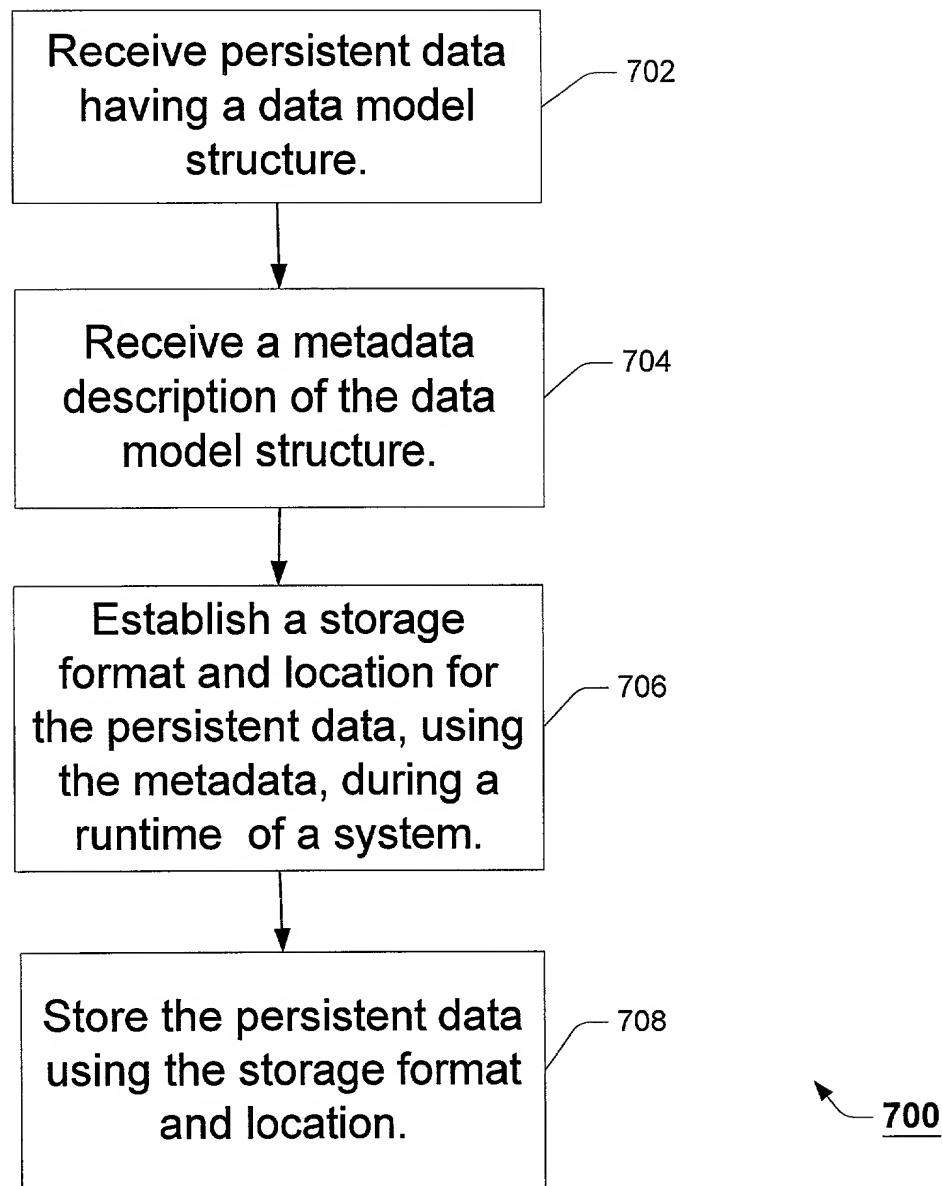 Receive persistent data
having a data model
structure.
702
Receive a metadata
description of the data
model structure.
704
Establish a storage
format and location for
the persistent data, using
the metadata, during a
runtime of a system.
706
Store the persistent data
using the storage format
and location.
708
700